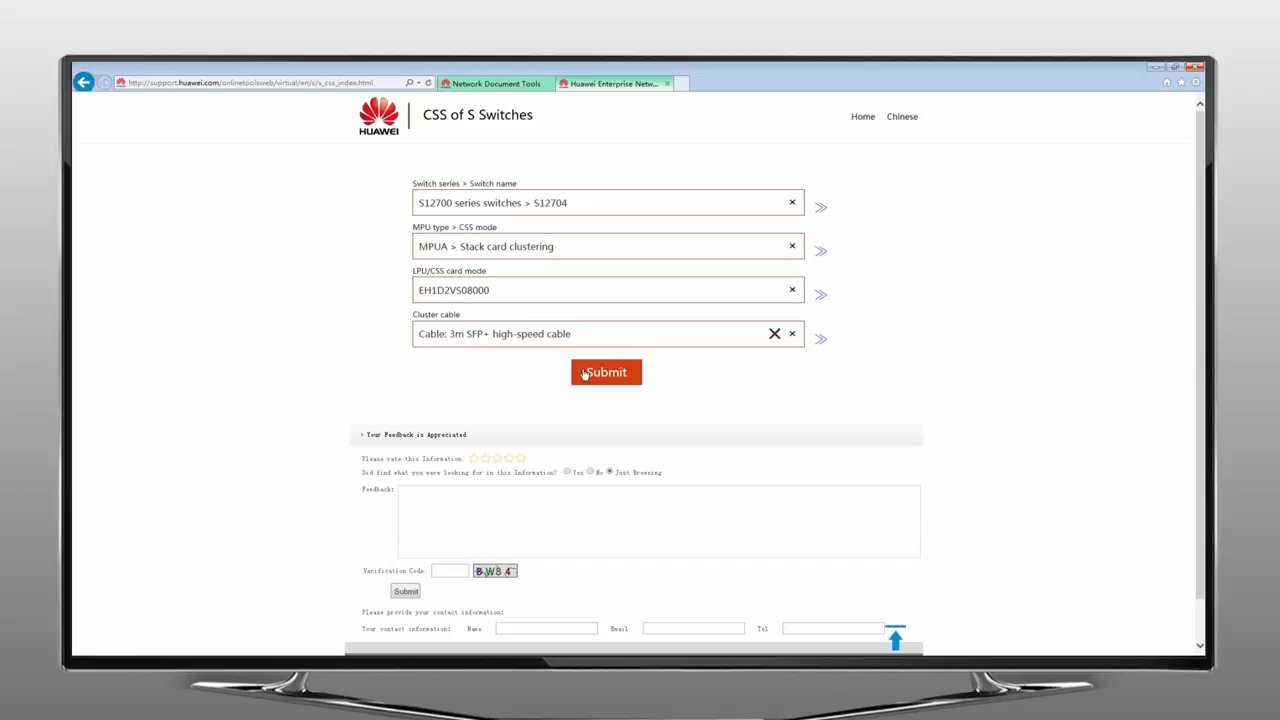 http://support.huawei.com/onlinetoolsweb/virtual/en/s/s_css_index.html
Network Document Tools
Huawei Enterprise Netw...
HUAWEI
CSS of S Switches
Home
Chinese
Switch series > Switch name
S12700 series switches > S12704
MPU type > CSS mode
MPUA > Stack card clustering
LPU/CSS card mode
EH1D2VS08000
Cluster cable
Cable: 3m SFP+ high-speed cable
Submit
Your Feedback is Appreciated
Please rate this Information:
Did find what you were looking for in this Information? Yes No Just Browsing
Feedback:
Verification Code: BW84
Submit
Please provide your contact information:
Your contact information: Name Email Tel